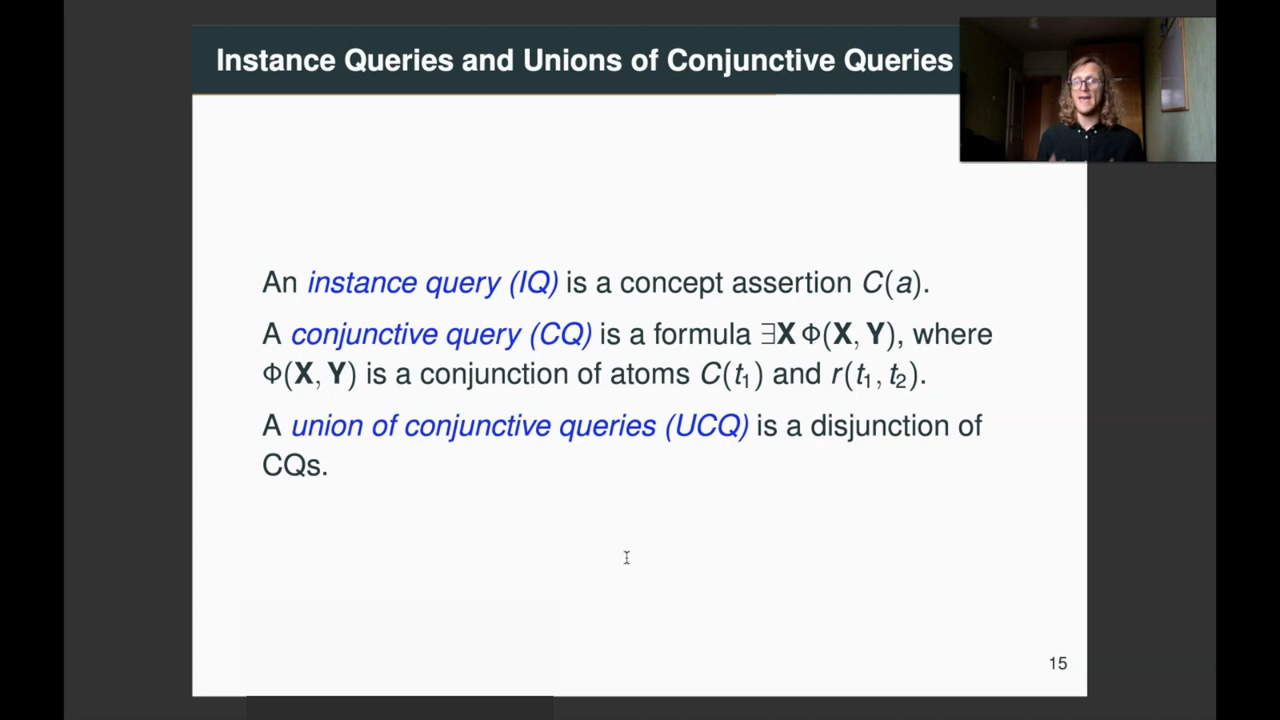 Instance Queries and Unions of Conjunctive Queries
An instance query (IQ) is a concept assertion C(a).
A conjunctive query (CQ) is a formula ∃X Φ(X, Y), where
Φ(X, Y) is a conjunction of atoms C(t₁) and r(t₁, t₂).
A union of conjunctive queries (UCQ) is a disjunction of
CQs.
15